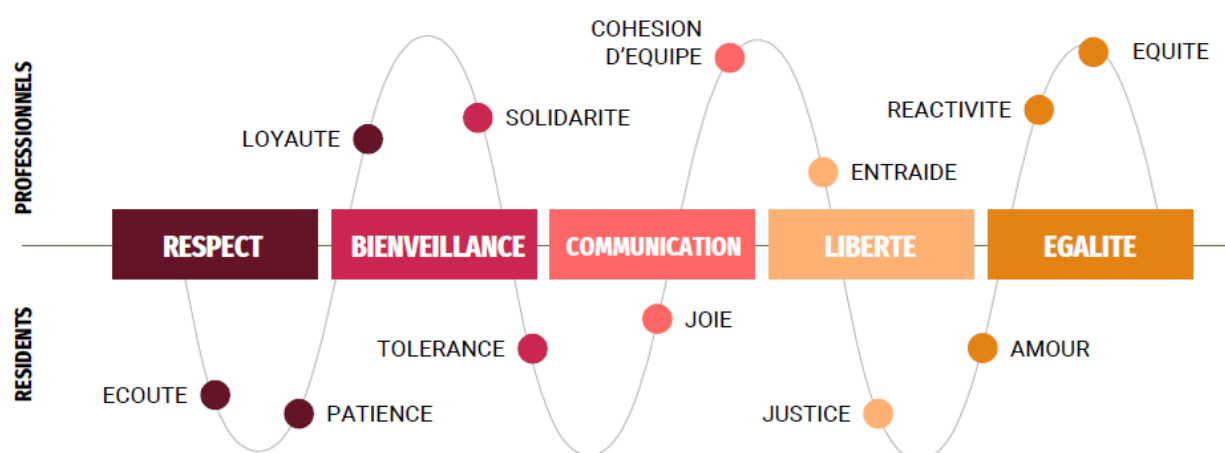 PROFESSIONNELS
COHESION
D'EQUIPE
EQUITE
REACTIVITE
SOLIDARITE
LOYAUTE
ENTRAIDE
RESPECT
BIENVEILLANCE
COMMUNICATION
LIBERTE
EGALITE
RESIDENTS
JOIE
TOLERANCE
AMOUR
ECOUTE
PATIENCE
JUSTICE